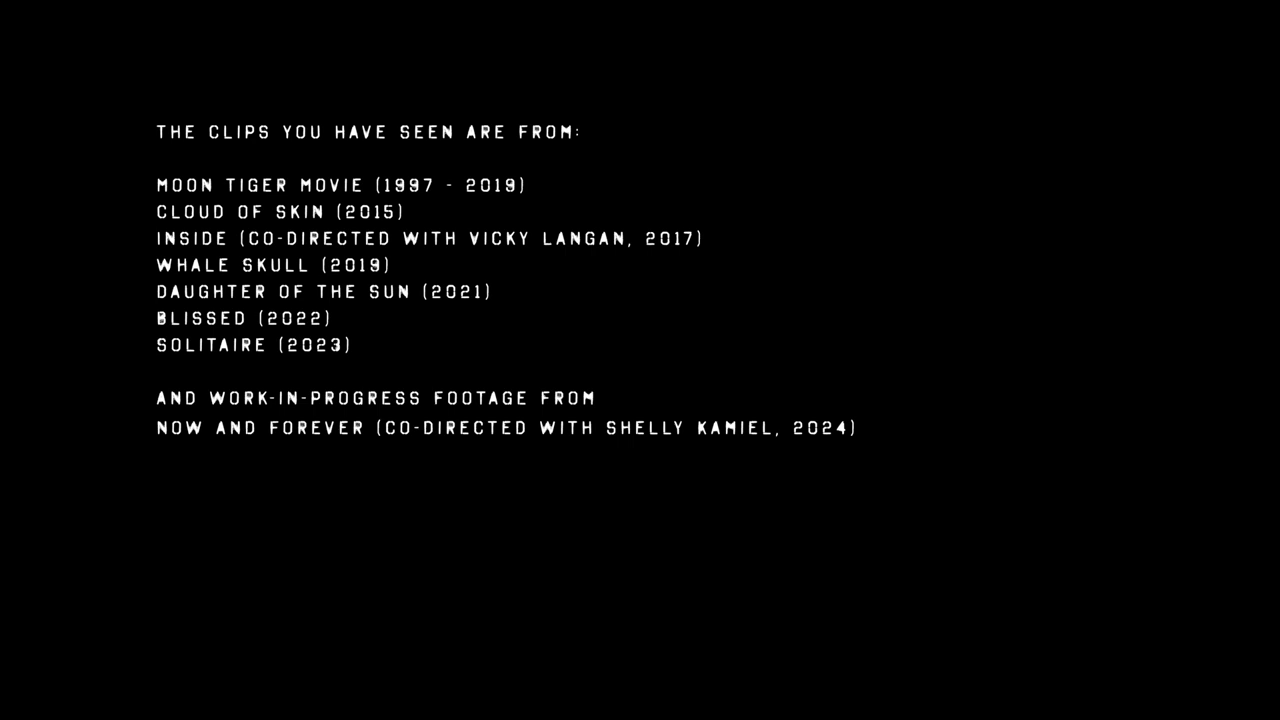 THE CLIPS YOU HAVE SEEN ARE FROM:
MOON TIGER MOVIE (1997 - 2019)
CLOUD OF SKIN (2015)
INSIDE (CO-DIRECTED WITH VICKY LANGAN, 2017)
WHALE SKULL (2019)
DAUGHTER OF THE SUN (2021)
BLISSED (2022)
SOLITAIRE (2023)
AND WORK-IN-PROGRESS FOOTAGE FROM
NOW AND FOREVER (CO-DIRECTED WITH SHELLY KAMIEL, 2024)